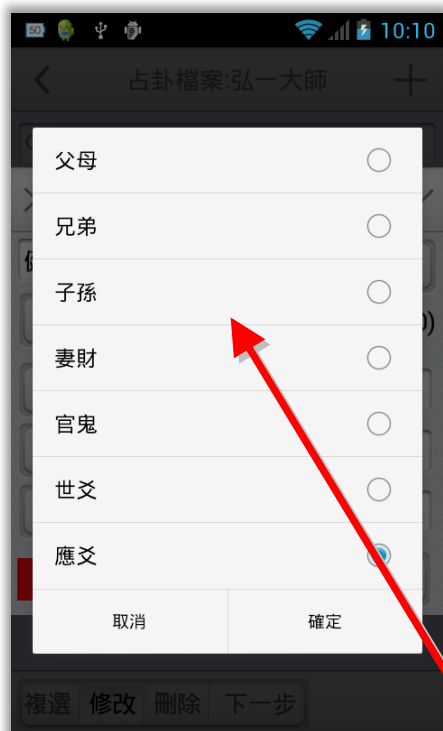 50
10:10
占卦檔案:弘一大師
父母
兄弟
子孫
妻財
官鬼
世爻
應爻
取消
確定
複選 修改 刪除 下一步